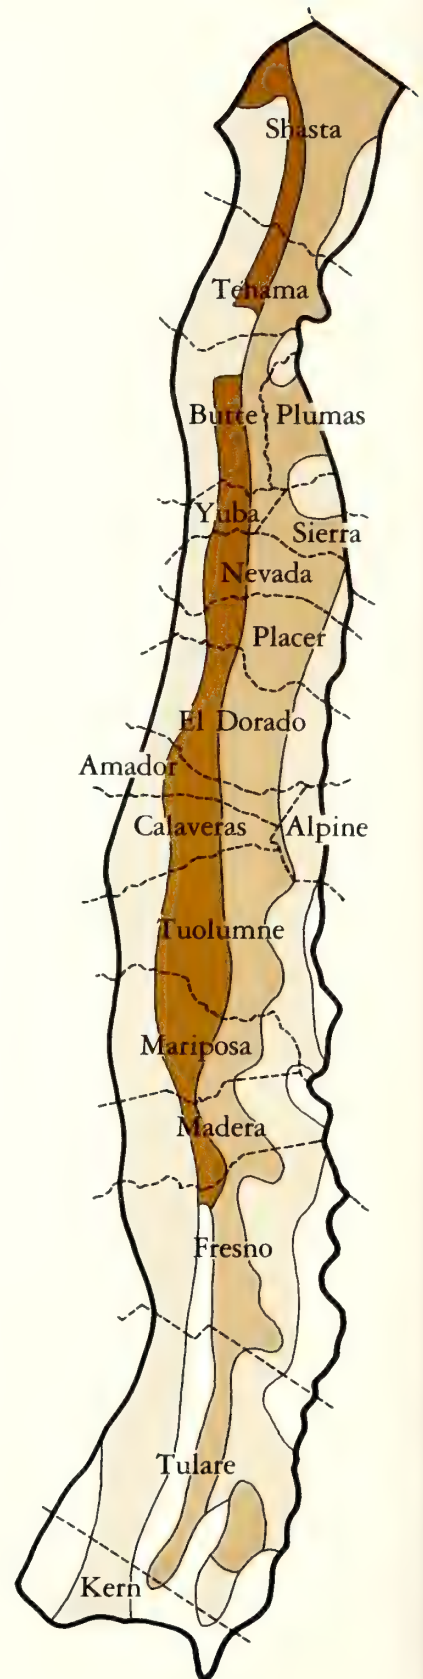 Shasta
Tehama
Butte Plumas
Yuba
Sierra
Nevada
Placer
El Dorado
Amador
Calaveras Alpine
Tuolumne
Mariposa
Madera
Fresno
Tulare
Kern